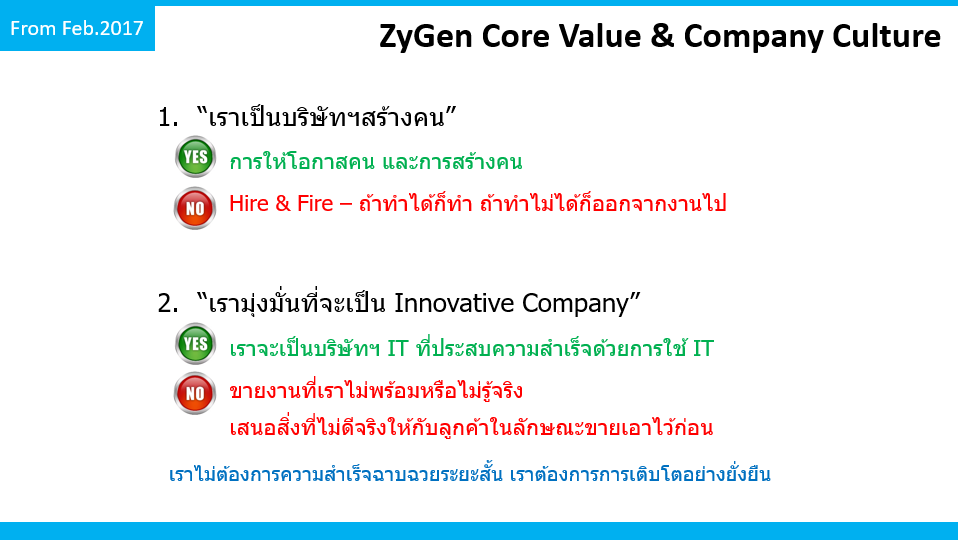 From Feb.2017
ZyGen Core Value & Company Culture
1. “เราเป็นบริษัทฯสร้างคน”
YES การให้โอกาสคน และการสร้างคน
NO Hire & Fire – ถ้าทำได้ก็ทำ ถ้าทำไม่ได้ก็ออกจากงานไป
2. “เรามุ่งมั่นที่จะเป็น Innovative Company”
YES เราจะเป็นบริษัทฯ IT ที่ประสบความสำเร็จด้วยการใช้ IT
NO ขายงานที่เราไม่พร้อมหรือไม่รู้จริง
เสนอสิ่งที่ไม่ดีจริงให้กับลูกค้าในลักษณะขายเอาไว้ก่อน
เราไม่ต้องการความสำเร็จฉาบฉวยระยะสั้น เราต้องการการเติบโตอย่างยั่งยืน